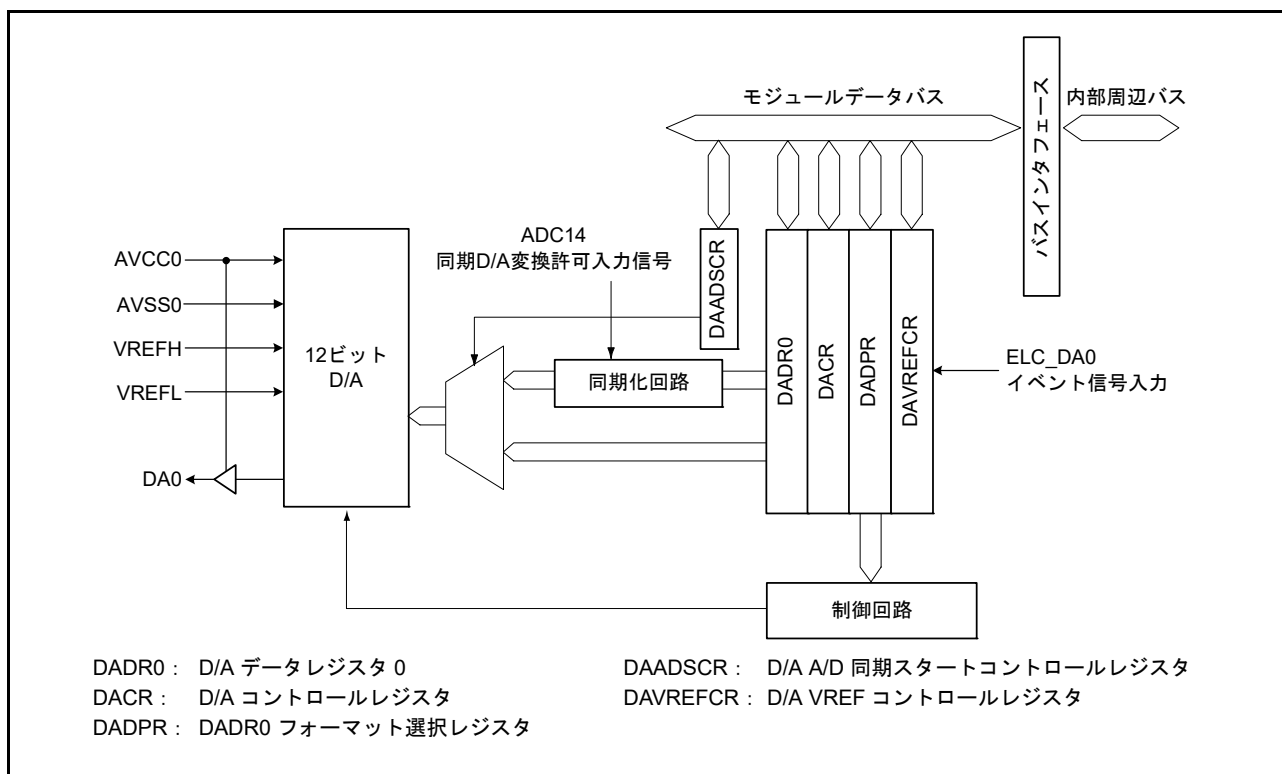 モジュールデータバス
内部周辺バス
バスインタフェース
ADC14
同期D/A変換許可入力信号
DAADSCR
AVCC0
AVSS0
VREFH
VREFL
DA0
12ビット
D/A
同期化回路
DADR0
DACR
DADPR
DAVREFCR
ELC_DA0
イベント信号入力
制御回路
DADR0： D/A データレジスタ 0
DACR： D/A コントロールレジスタ
DADPR： DADR0 フォーマット選択レジスタ
DAADSCR： D/A A/D 同期スタートコントロールレジスタ
DAVREFCR： D/A VREF コントロールレジスタ